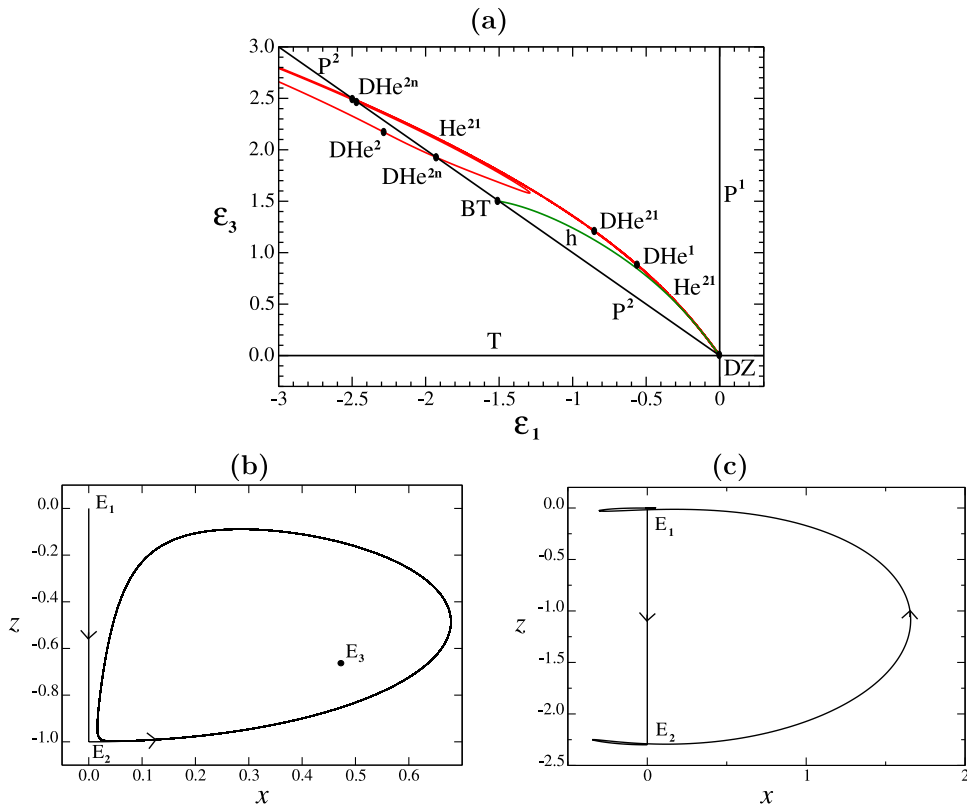 (a)
3.0
P²
DHe²ⁿ
2.5
He²¹
DHe²
2.0
DHe²ⁿ
P¹
ε₃
1.5
BT
DHe²¹
h
1.0
DHe¹
He²¹
0.5
P²
T
0.0
DZ
-3 -2.5 -2 -1.5 -1 -0.5 0
ε₁
(b)
0.0
E₁
-0.2
-0.4
z
-0.6
E₃
-0.8
-1.0
E₂
0.0 0.1 0.2 0.3 0.4 0.5 0.6
x
(c)
0.0
E₁
-0.5
-1.0
z
-1.5
-2.0
E₂
-2.5
0 1 2
x